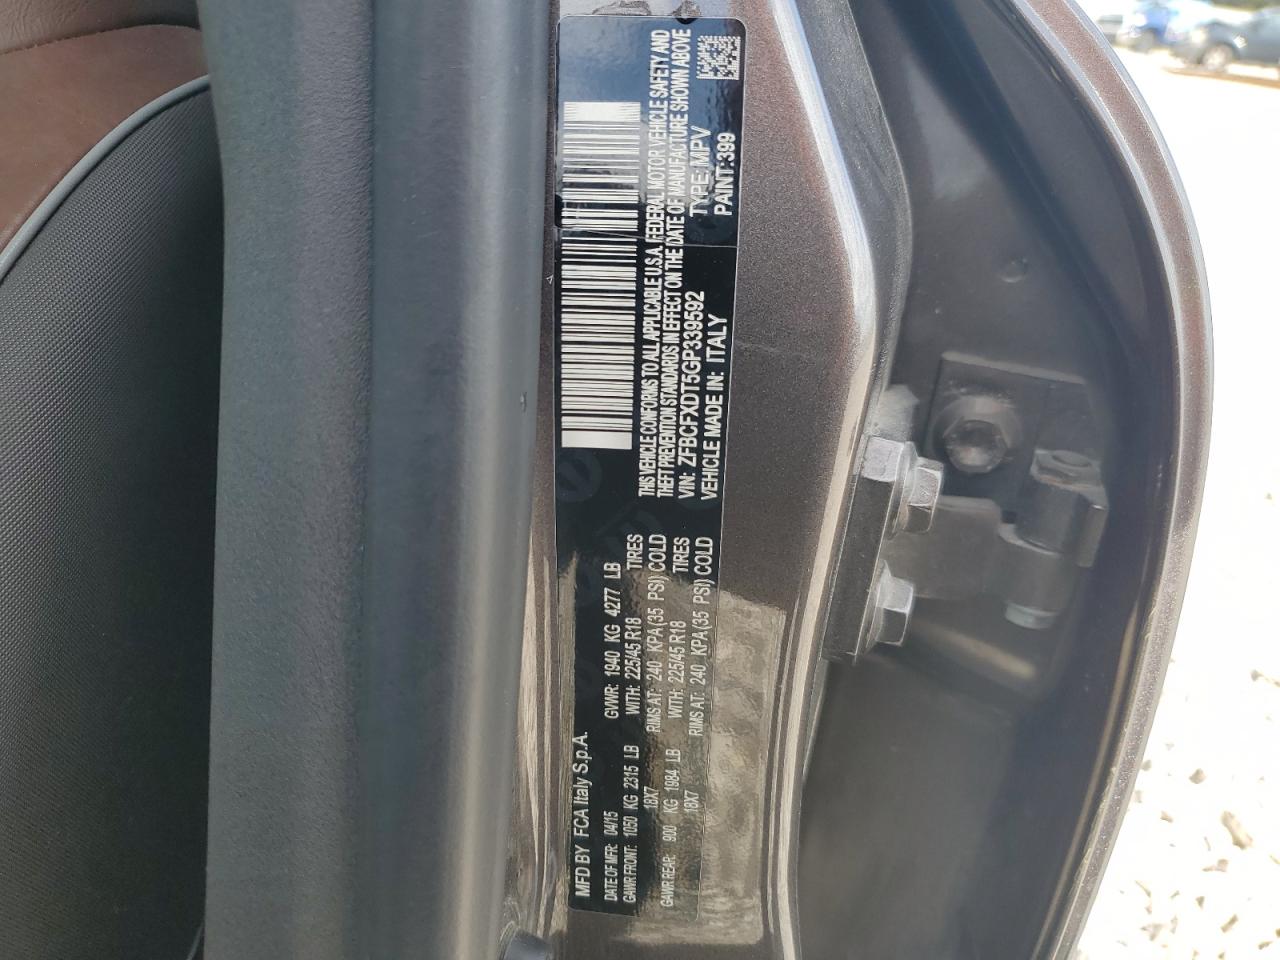 MFD BY FCA Italy S.p.A.
DATE OF MFR: 04/15 GVWR: 1940 KG 4277 LB
GAWR FRONT: 1050 KG 2315 LB WITH: 225/45 R18 TIRES
18X7 RIMS AT: 240 KPA(35 PSI) COLD
GAWR REAR: 900 KG 1984 LB WITH: 225/45 R18 TIRES
18X7 RIMS AT: 240 KPA(35 PSI) COLD
THIS VEHICLE CONFORMS TO ALL APPLICABLE U.S.A. FEDERAL MOTOR VEHICLE SAFETY AND
THEFT PREVENTION STANDARDS IN EFFECT ON THE DATE OF MANUFACTURE SHOWN ABOVE
VIN: ZFBCFXDT5GP339592 TYPE: MPV
VEHICLE MADE IN: ITALY PAINT: 399